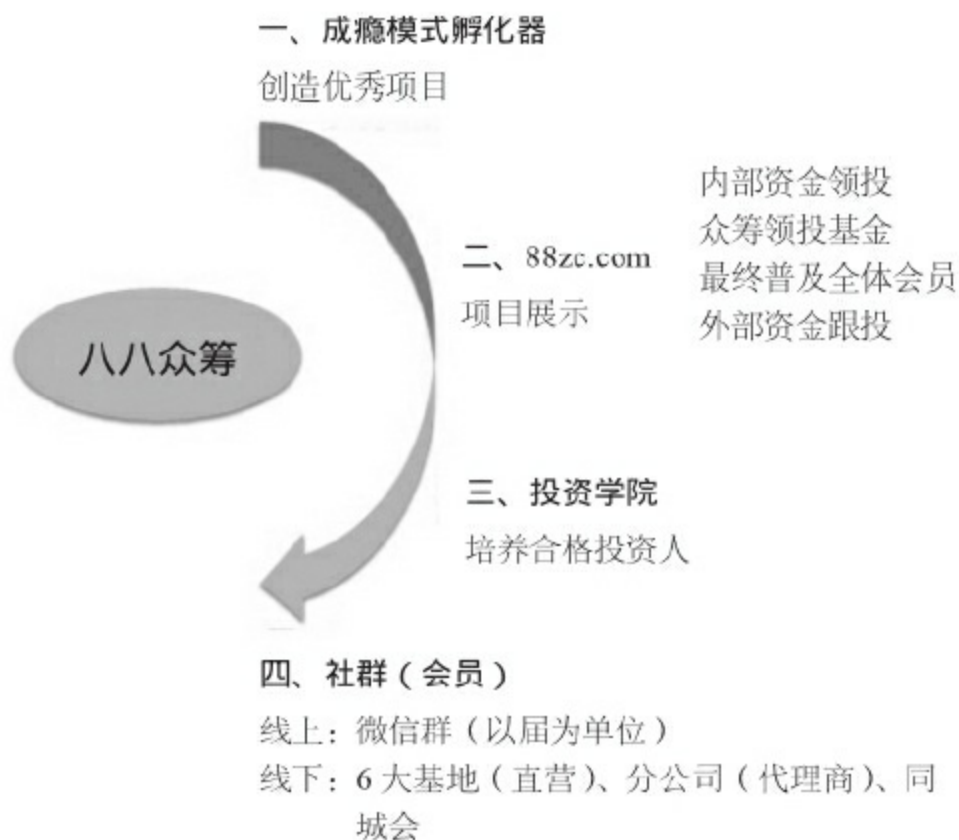 一、成瘾模式孵化器
创造优秀项目
内部资金领投
众筹领投基金
最终普及全体会员
外部资金跟投
二、88zc.com
项目展示
八八众筹
三、投资学院
培养合格投资人
四、社群（会员）
线上：微信群（以届为单位）
线下：6大基地（直营）、分公司（代理商）、同
城会